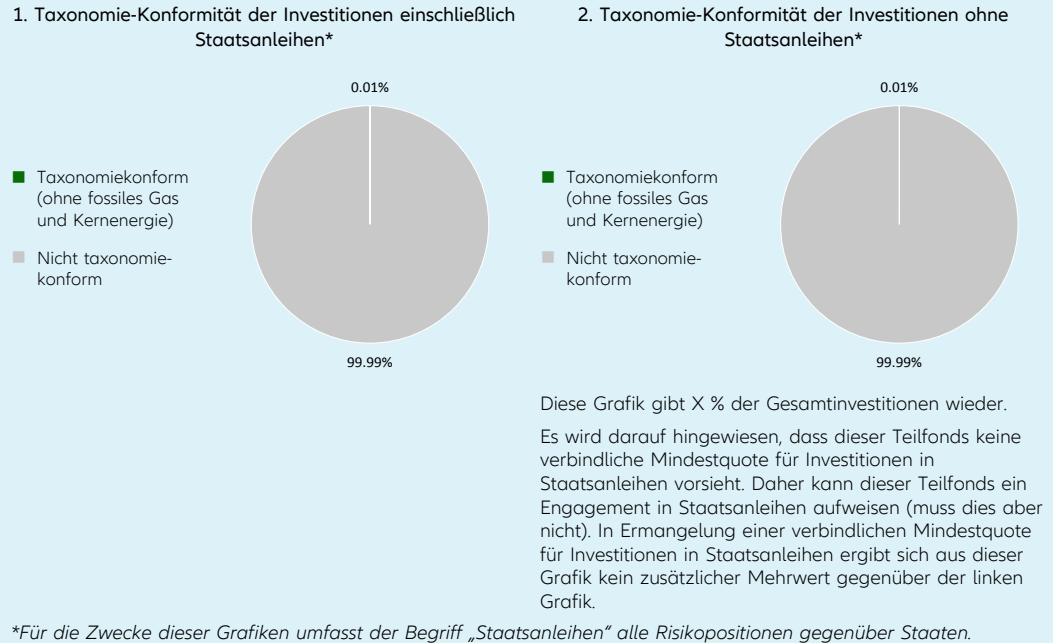 1. Taxonomie-Konformität der Investitionen einschließlich
Staatsanleihen*
0.01%
Taxonomiekonform
(ohne fossiles Gas
und Kernenergie)
Nicht taxonomie-
konform
99.99%
2. Taxonomie-Konformität der Investitionen ohne
Staatsanleihen*
0.01%
Taxonomiekonform
(ohne fossiles Gas
und Kernenergie)
Nicht taxonomie-
konform
99.99%
Diese Grafik gibt X % der Gesamtinvestitionen wieder.
Es wird darauf hingewiesen, dass dieser Teilfonds keine
verbindliche Mindestquote für Investitionen in
Staatsanleihen vorsieht. Daher kann dieser Teilfonds ein
Engagement in Staatsanleihen aufweisen (muss dies aber
nicht). In Ermangelung einer verbindlichen Mindestquote
für Investitionen in Staatsanleihen ergibt sich aus dieser
Grafik kein zusätzlicher Mehrwert gegenüber der linken
Grafik.
*Für die Zwecke dieser Grafiken umfasst der Begriff „Staatsanleihen“ alle Risikopositionen gegenüber Staaten.